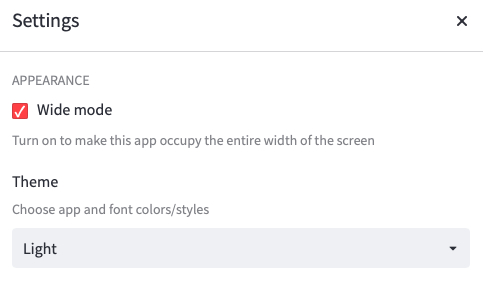 Settings
APPEARANCE
Wide mode
Turn on to make this app occupy the entire width of the screen
Theme
Choose app and font colors/styles
Light